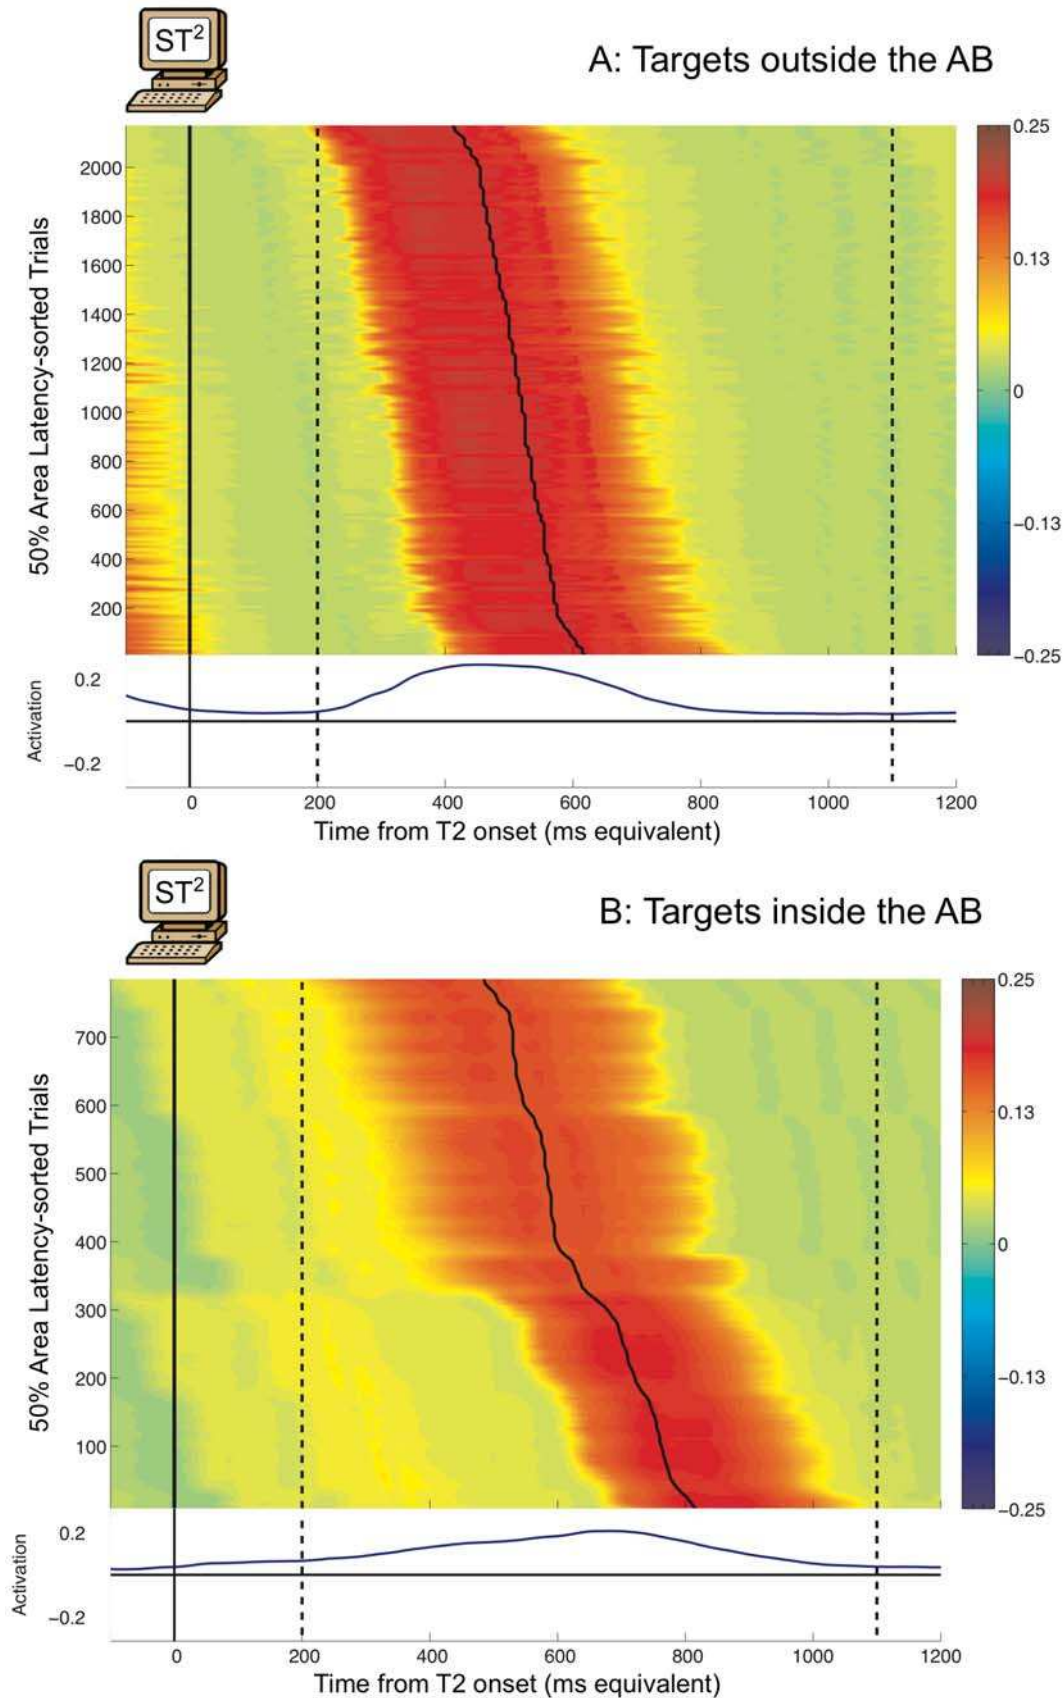 ST²
A: Targets outside the AB
50% Area Latency-sorted Trials
2000
1800
1600
1400
1200
1000
800
600
400
200
0.25
0.13
0
−0.13
−0.25
Activation
0.2
−0.2
0 200 400 600 800 1000 1200
Time from T2 onset (ms equivalent)
ST²
B: Targets inside the AB
50% Area Latency-sorted Trials
700
600
500
400
300
200
100
0.25
0.13
0
−0.13
−0.25
Activation
0.2
−0.2
0 200 400 600 800 1000 1200
Time from T2 onset (ms equivalent)